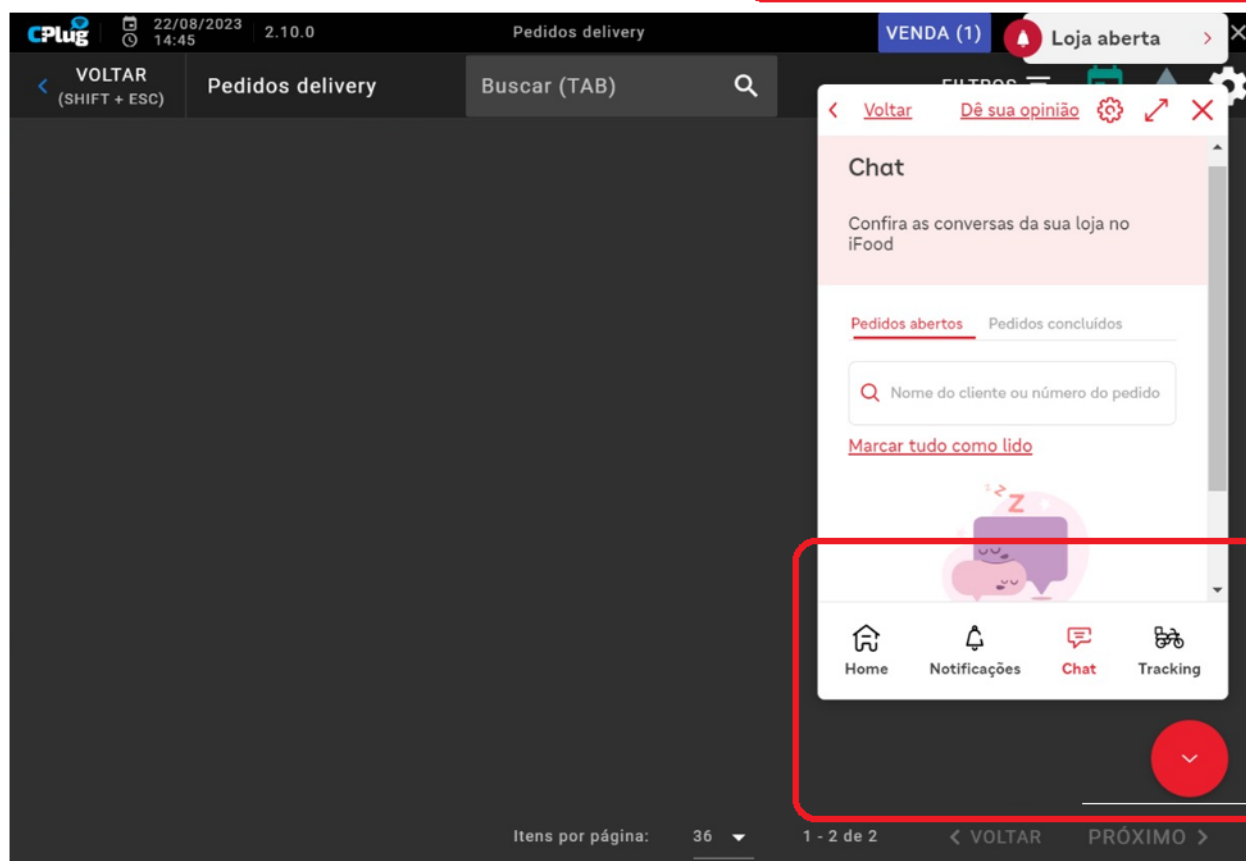 CPlug
22/08/2023
14:45
2.10.0
Pedidos delivery
VENDA (1)
Loja aberta
VOLTAR
(SHIFT + ESC)
Pedidos delivery
Buscar (TAB)
FILTROS
Voltar
Dê sua opinião
Chat
Confira as conversas da sua loja no
iFood
Pedidos abertos
Pedidos concluídos
Nome do cliente ou número do pedido
Marcar tudo como lido
z z Z
Home
Notificações
Chat
Tracking
Itens por página:
36
1 - 2 de 2
VOLTAR
PRÓXIMO